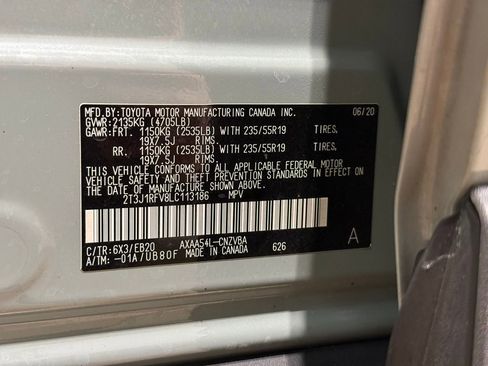 MFD. BY:TOYOTA MOTOR MANUFACTURING CANADA INC. 06/20
GVWR: 2135KG (4705LB)
GAWR:FRT. 1150KG (2535LB) WITH 235/55R19 TIRES,
19X7.5J RIMS.
RR. 1150KG (2535LB) WITH 235/55R19 TIRES,
19X7.5J RIMS.
THIS VEHICLE CONFORMS TO ALL APPLICABLE FEDERAL MOTOR
VEHICLE SAFETY AND THEFT PREVENTION STANDARDS IN EFFECT ON
THE DATE OF MANUFACTURE SHOWN ABOVE.
2T3J1RFV8LC113186 MPV
C/TR:6X3/EB20 AXAA54L-CNZVBA 626 A
A/TM: -01A/UB80F MADE IN CANADA